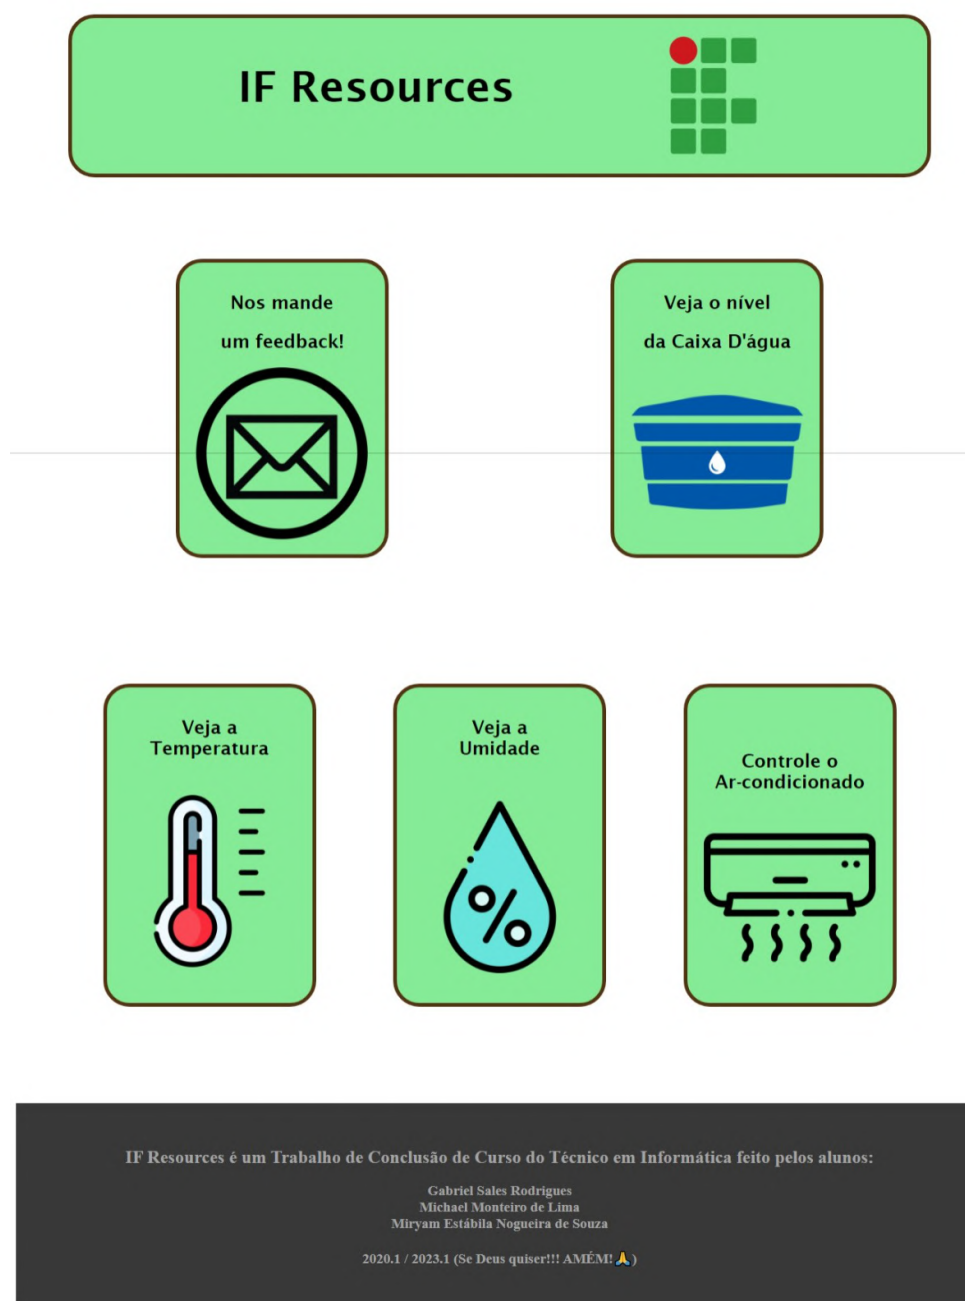 IF Resources
Nos mande
um feedback!
Veja o nível
da Caixa D'água
Veja a
Temperatura
Veja a
Umidade
%
Controle o
Ar-condicionado
IF Resources é um Trabalho de Conclusão de Curso do Técnico em Informática feito pelos alunos:
Gabriel Sales Rodrigues
Michael Monteiro de Lima
Miryam Estábila Nogueira de Souza
2020.1 / 2023.1 (Se Deus quiser!!! AMÉM!🙏)